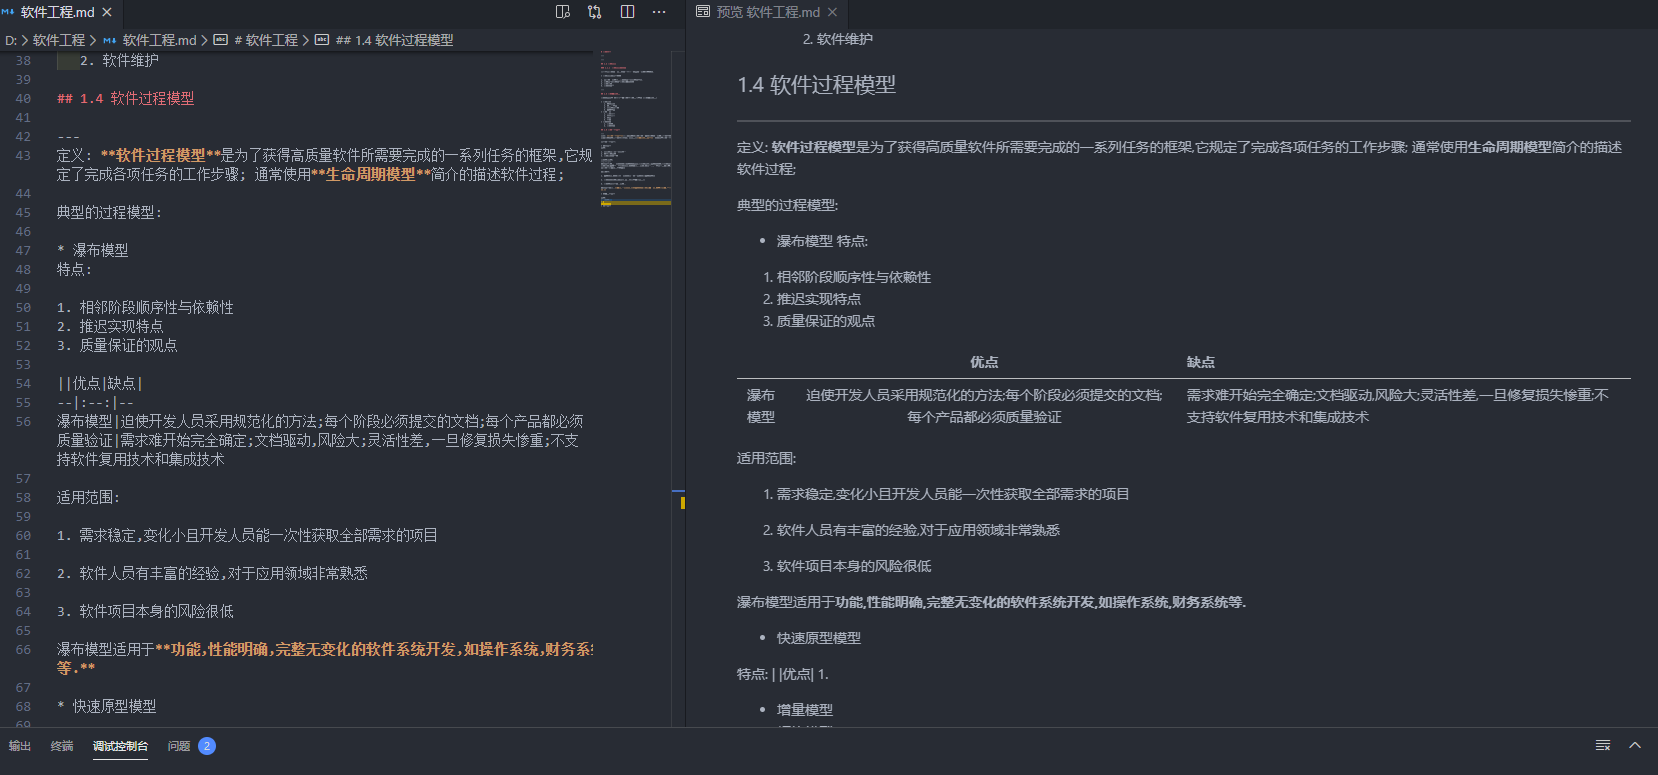 软件工程.md
D: > 软件工程 > 软件工程.md > # 软件工程 > ## 1.4 软件过程模型
38 2. 软件维护
39
40 ## 1.4 软件过程模型
41
42 ---
43 定义: **软件过程模型**是为了获得高质量软件所需要完成的一系列任务的框架,它规
定了完成各项任务的工作步骤; 通常使用**生命周期模型**简介的描述软件过程;
44
45 典型的过程模型:
46
47 * 瀑布模型
48 特点:
49
50 1. 相邻阶段顺序性与依赖性
51 2. 推迟实现特点
52 3. 质量保证的观点
53
54 ||优点|缺点|
55 --|:--:|--
56 瀑布模型|迫使开发人员采用规范化的方法;每个阶段必须提交的文档;每个产品都必须
质量验证|需求难开始完全确定;文档驱动,风险大;灵活性差,一旦修复损失惨重;不支
持软件复用技术和集成技术
57
58 适用范围:
59
60 1. 需求稳定,变化小且开发人员能一次性获取全部需求的项目
61
62 2. 软件人员有丰富的经验,对于应用领域非常熟悉
63
64 3. 软件项目本身的风险很低
65
66 瀑布模型适用于**功能,性能明确,完整无变化的软件系统开发,如操作系统,财务系统
等.**
67
68 * 快速原型模型
69
预览 软件工程.md
2. 软件维护
1.4 软件过程模型
定义: 软件过程模型是为了获得高质量软件所需要完成的一系列任务的框架,它规定了完成各项任务的工作步骤; 通常使用生命周期模型简介的描述
软件过程;
典型的过程模型:
• 瀑布模型 特点:
1. 相邻阶段顺序性与依赖性
2. 推迟实现特点
3. 质量保证的观点
优点 缺点
瀑布 迫使开发人员采用规范化的方法;每个阶段必须提交的文档; 需求难开始完全确定;文档驱动,风险大;灵活性差,一旦修复损失惨重;不
模型 每个产品都必须质量验证 支持软件复用技术和集成技术
适用范围:
1. 需求稳定,变化小且开发人员能一次性获取全部需求的项目
2. 软件人员有丰富的经验,对于应用领域非常熟悉
3. 软件项目本身的风险很低
瀑布模型适用于功能,性能明确,完整无变化的软件系统开发,如操作系统,财务系统等.
• 快速原型模型
特点: | |优点| 1.
• 增量模型
输出 终端 调试控制台 问题 2